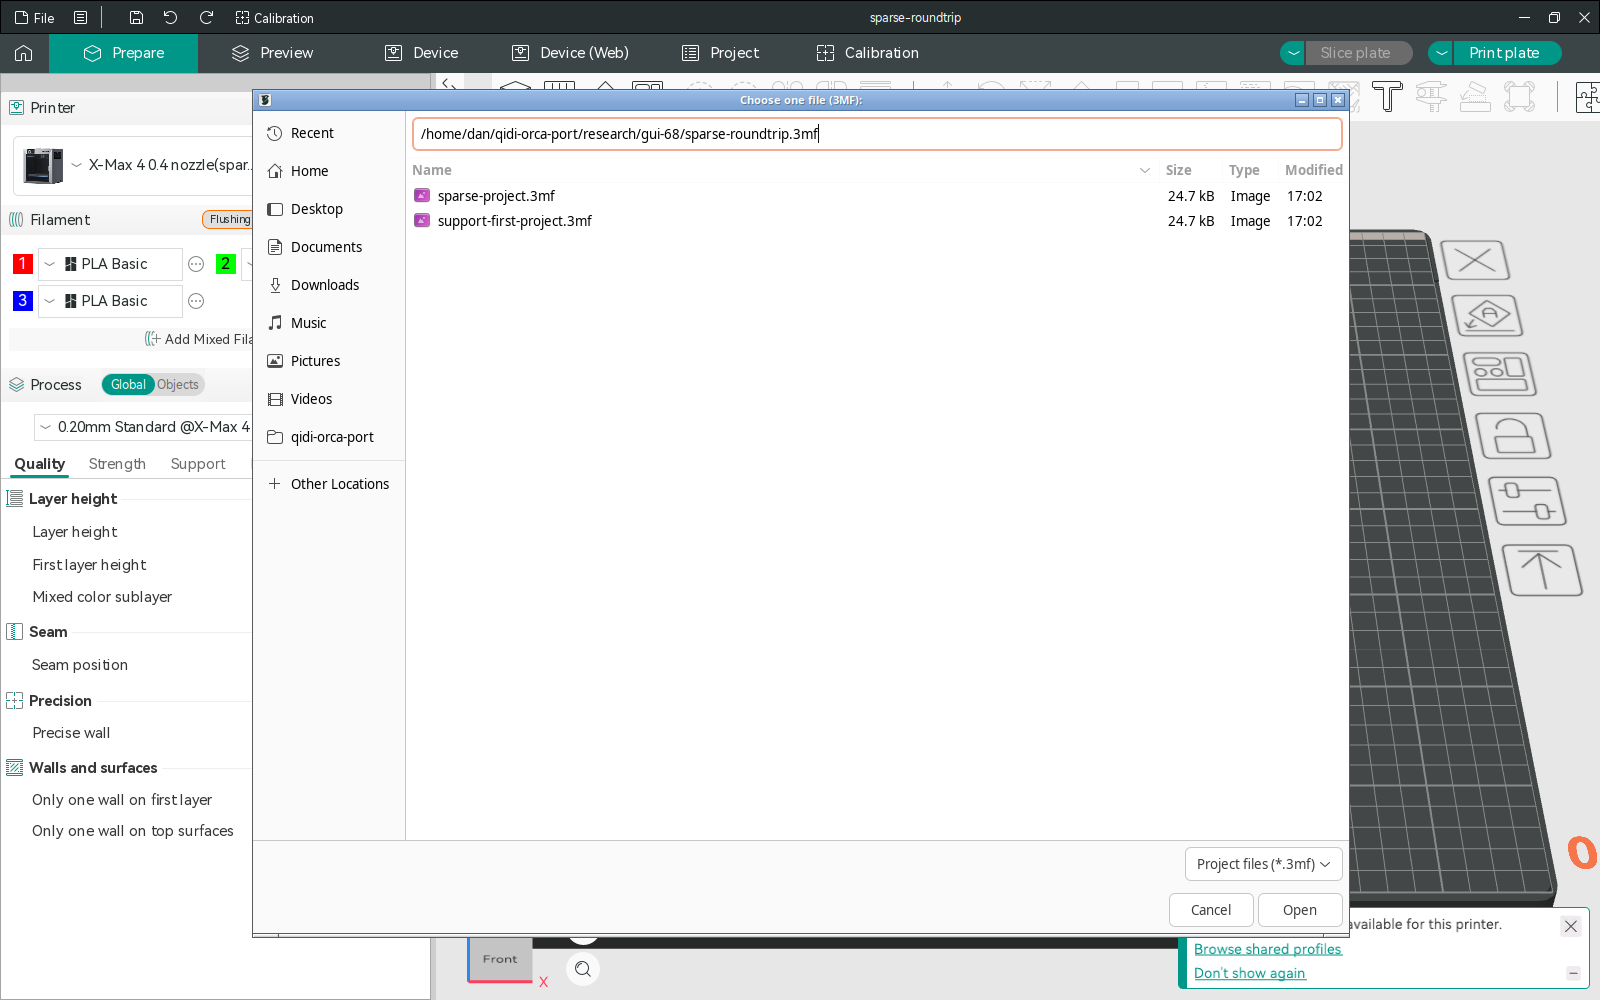 File
Calibration
sparse-roundtrip
Prepare
Preview
Device
Device (Web)
Project
Calibration
Slice plate
Print plate
Printer
X-Max 4 0.4 nozzle(spar...
Filament
Flushing
1 PLA Basic
2
3 PLA Basic
Add Mixed Fila
Process
Global
Objects
0.20mm Standard @X-Max 4
Quality
Strength
Support
Layer height
Layer height
First layer height
Mixed color sublayer
Seam
Seam position
Precision
Precise wall
Walls and surfaces
Only one wall on first layer
Only one wall on top surfaces
Choose one file (3MF):
Recent
Home
Desktop
Documents
Downloads
Music
Pictures
Videos
qidi-orca-port
Other Locations
/home/dan/qidi-orca-port/research/gui-68/sparse-roundtrip.3mf
Name Size Type Modified
sparse-project.3mf 24.7 kB Image 17:02
support-first-project.3mf 24.7 kB Image 17:02
Project files (*.3mf)
Cancel
Open
Front
X
0
available for this printer.
Browse shared profiles
Don't show again